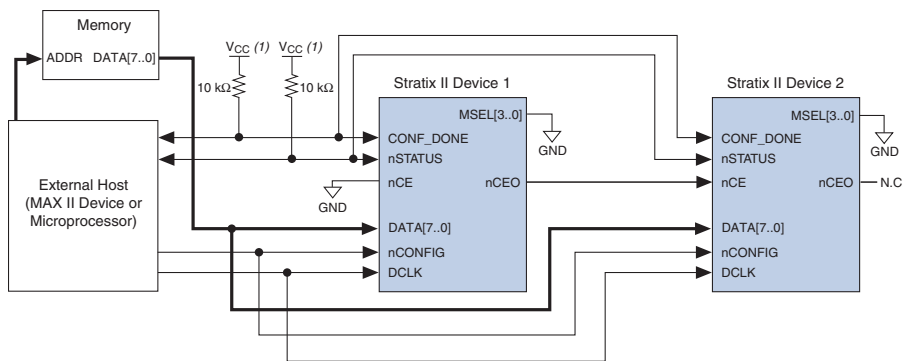 Memory
ADDR DATA[7..0]
VCC (1) VCC (1)
10 kΩ 10 kΩ
Stratix II Device 1
MSEL[3..0]
CONF_DONE
nSTATUS
nCE nCEO
DATA[7..0]
nCONFIG
DCLK
GND
GND
External Host
(MAX II Device or
Microprocessor)
Stratix II Device 2
MSEL[3..0]
CONF_DONE
nSTATUS
nCE nCEO
DATA[7..0]
nCONFIG
DCLK
GND
N.C